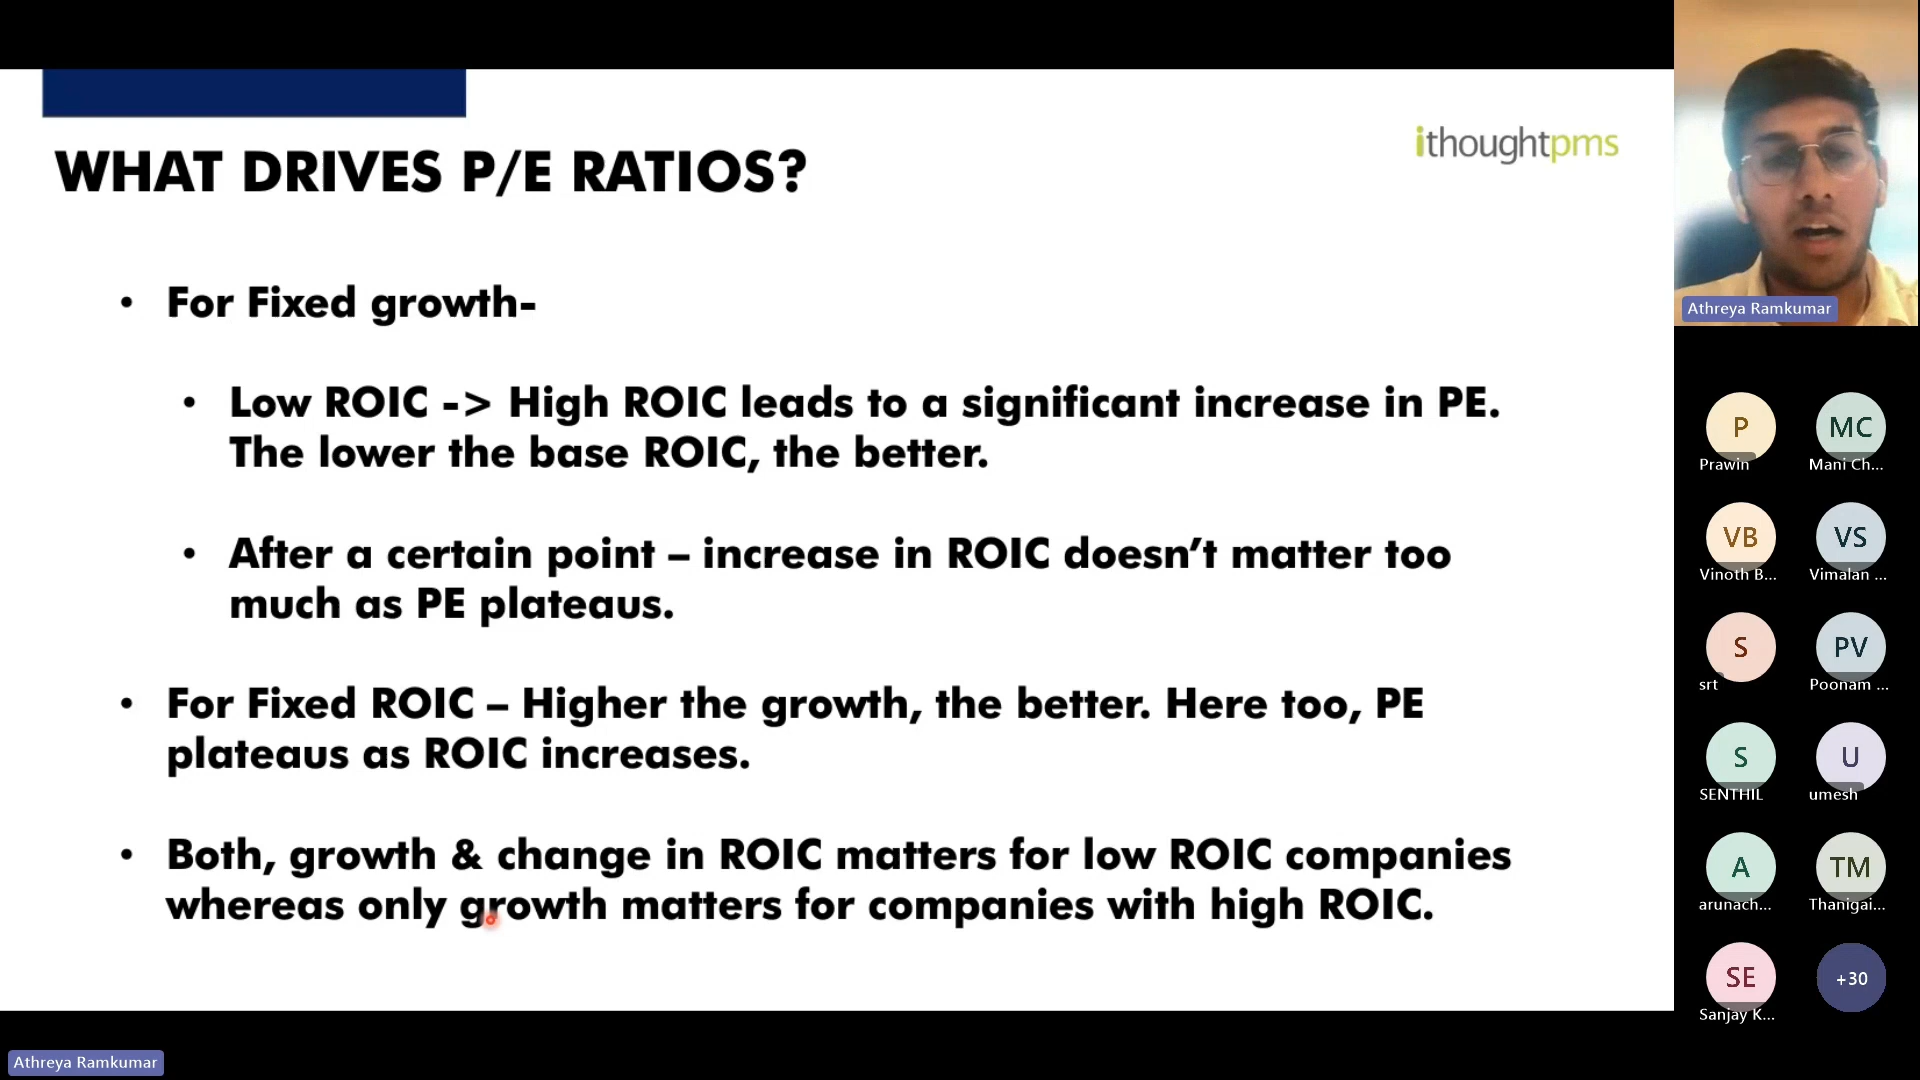 WHAT DRIVES P/E RATIOS?
ithoughtpms
• For Fixed growth-
• Low ROIC -> High ROIC leads to a significant increase in PE.
The lower the base ROIC, the better.
• After a certain point – increase in ROIC doesn’t matter too
much as PE plateaus.
• For Fixed ROIC – Higher the growth, the better. Here too, PE
plateaus as ROIC increases.
• Both, growth & change in ROIC matters for low ROIC companies
whereas only growth matters for companies with high ROIC.
Athreya Ramkumar
P
Prawin
MC
Mani Ch...
VB
Vinoth B...
VS
Vimalan ...
S
srt
PV
Poonam ...
S
SENTHIL
U
umesh
A
arunach...
TM
Thanigai...
SE
Sanjay K...
+30
Athreya Ramkumar